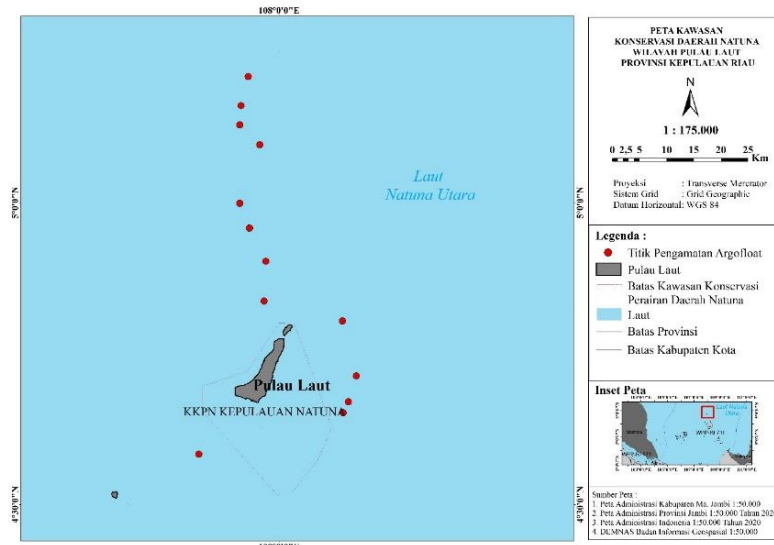 108°0'0"E
5°0'0"N
5°0'0"N
4°30'0"N
4°30'0"N
Laut
Natuna Utara
Pulau Laut
KKPN KEPULAUAN NATUNA
PETA KAWASAN
KONSERVASI DAERAH NATUNA
WILAYAH PULAU LAUT
PROVINSI KEPULAUAN RIAU
N
1 : 175.000
0 2,5 5 10 15 20 25
Km
Proyeksi : Transverse Mercator
Sistem Grid : Grid Geographic
Datum Horizontal: WGS 84
Legenda :
Titik Pengamatan Argofloat
Pulau Laut
Batas Kawasan Konservasi
Perairan Daerah Natuna
Laut
Batas Provinsi
Batas Kabupaten Kota
Inset Peta
Laut Natuna
Utara
Sumber Peta :
1. Peta Administrasi Kabupaten Ma. Jambi 1:50.000
2. Peta Administrasi Provinsi Jambi 1:50.000 Tahun 2020
3. Peta Administrasi Indonesia 1:50.000 Tahun 2020
4. DEMNAS Badan Informasi Geospasial 1:50.000